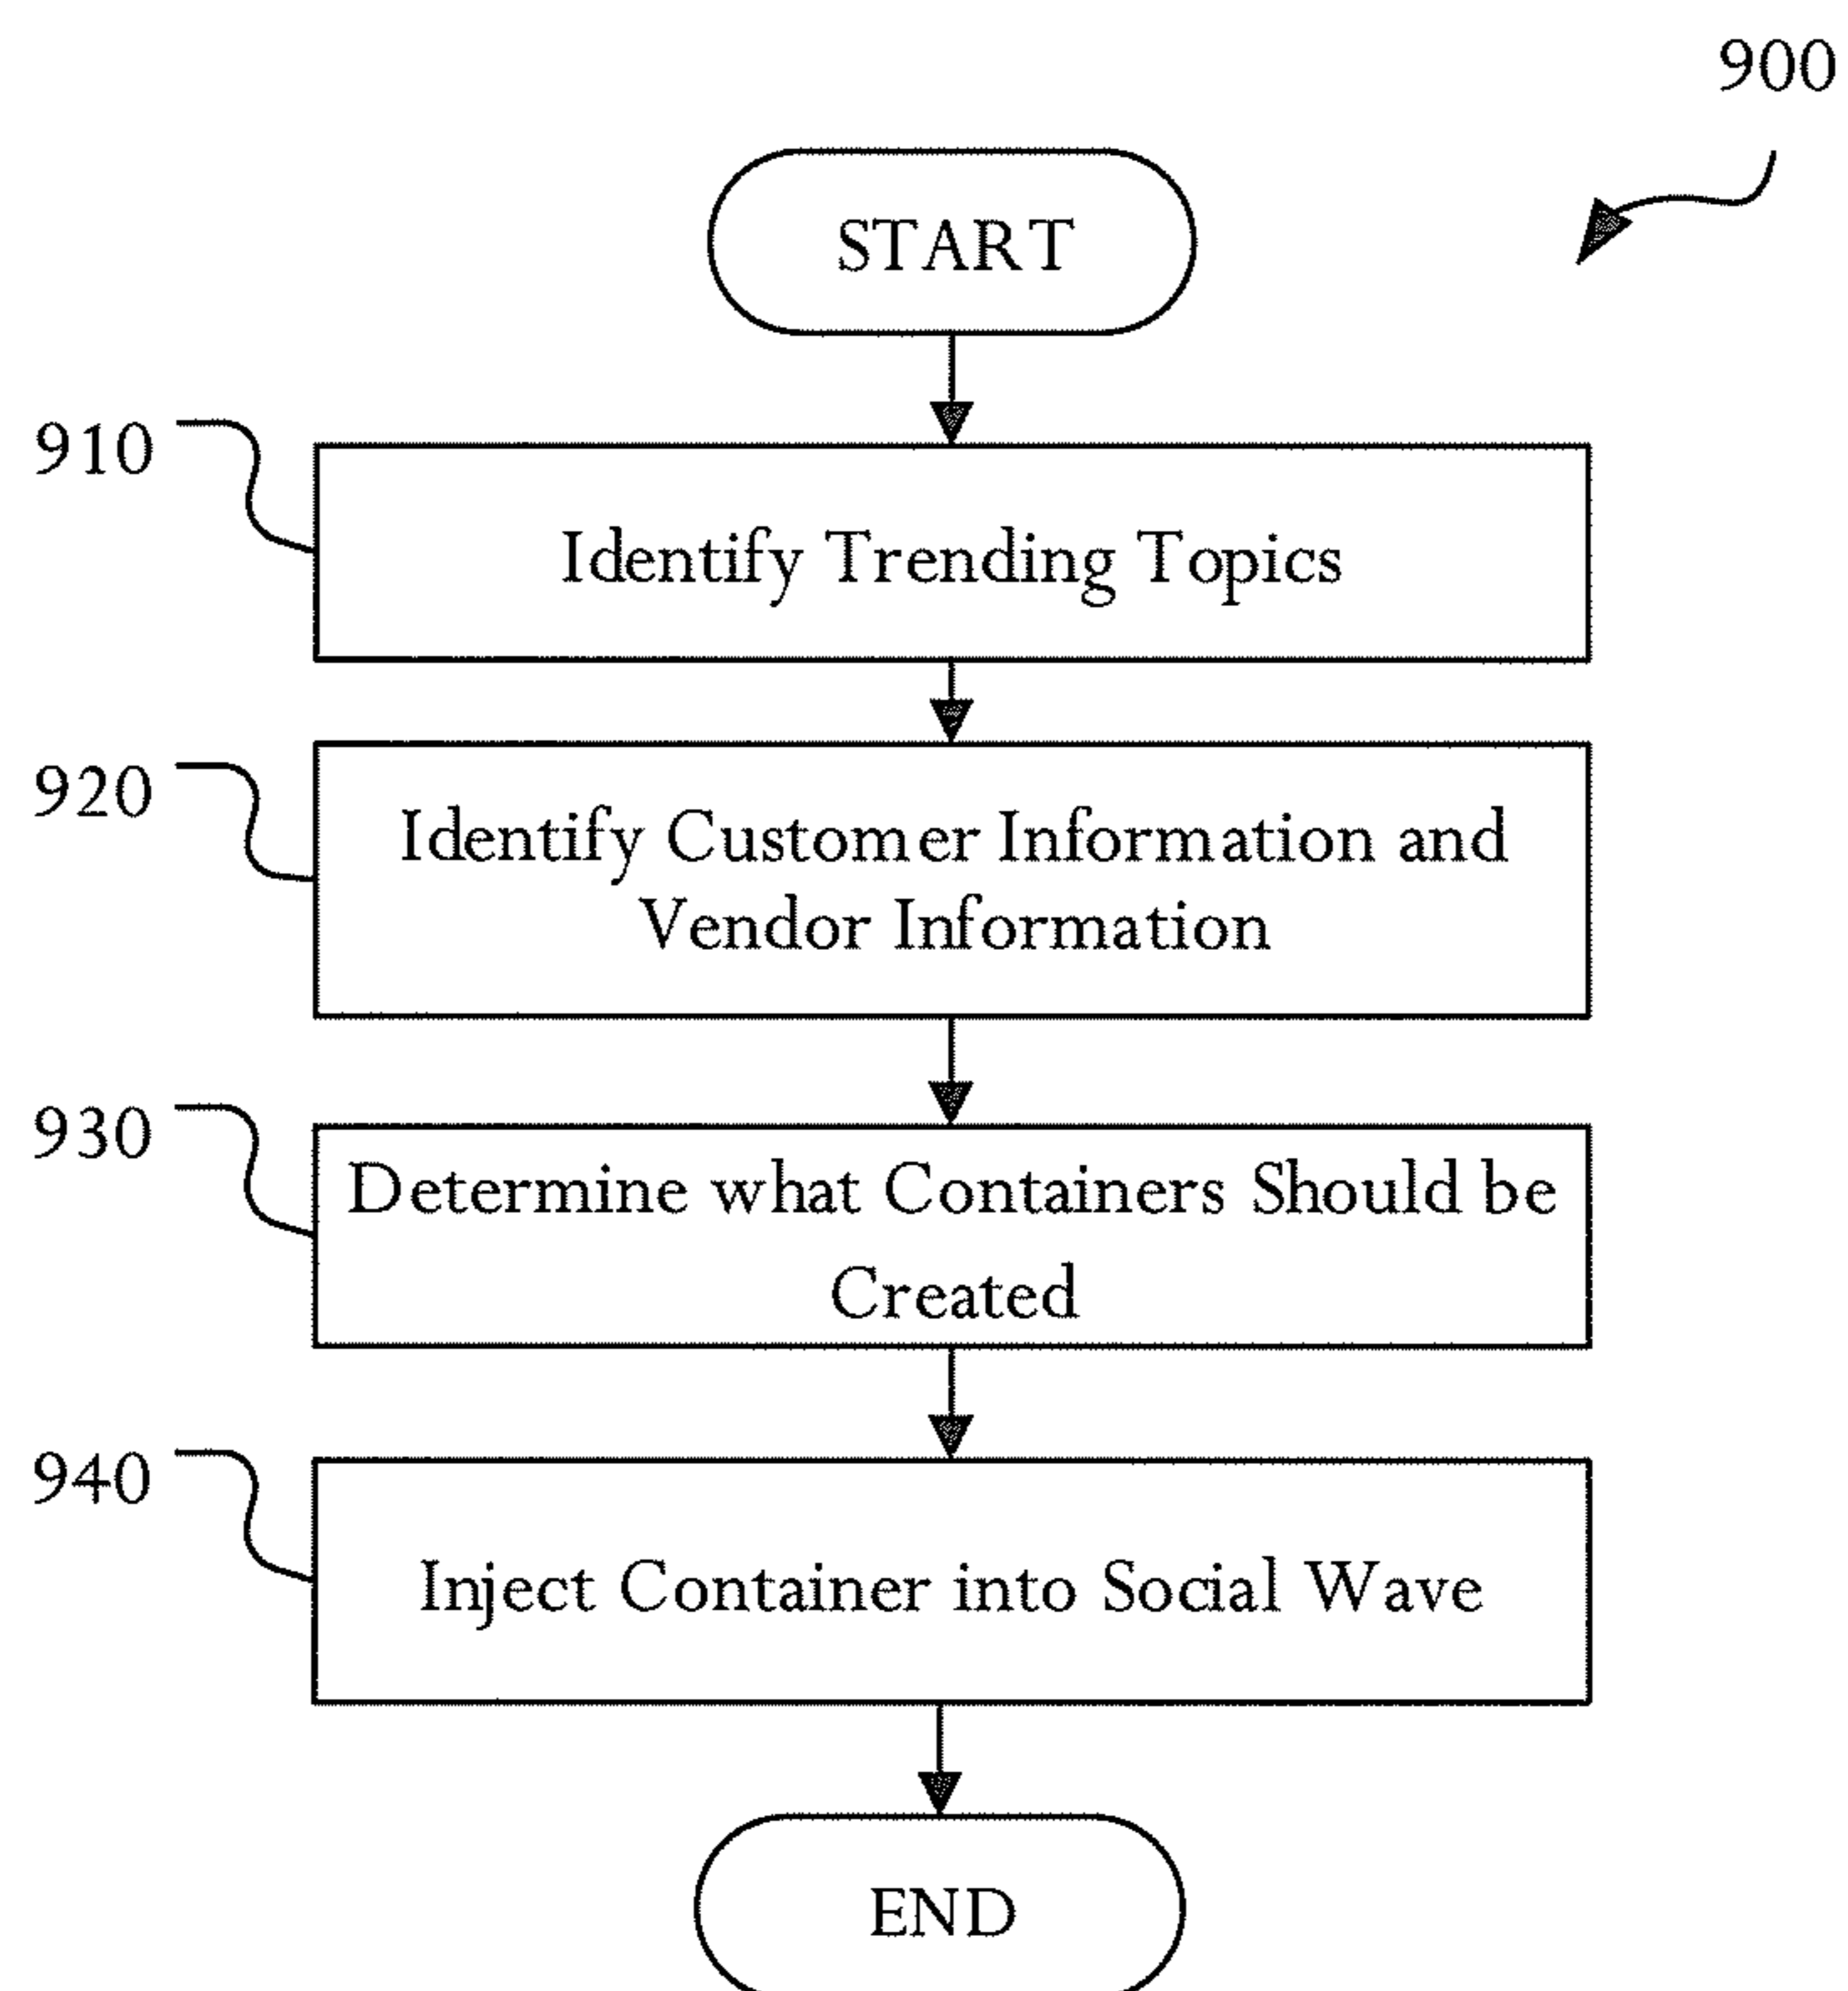 900
START
910
Identify Trending Topics
920
Identify Customer Information and
Vendor Information
930
Determine what Containers Should be
Created
940
Inject Container into Social Wave
END